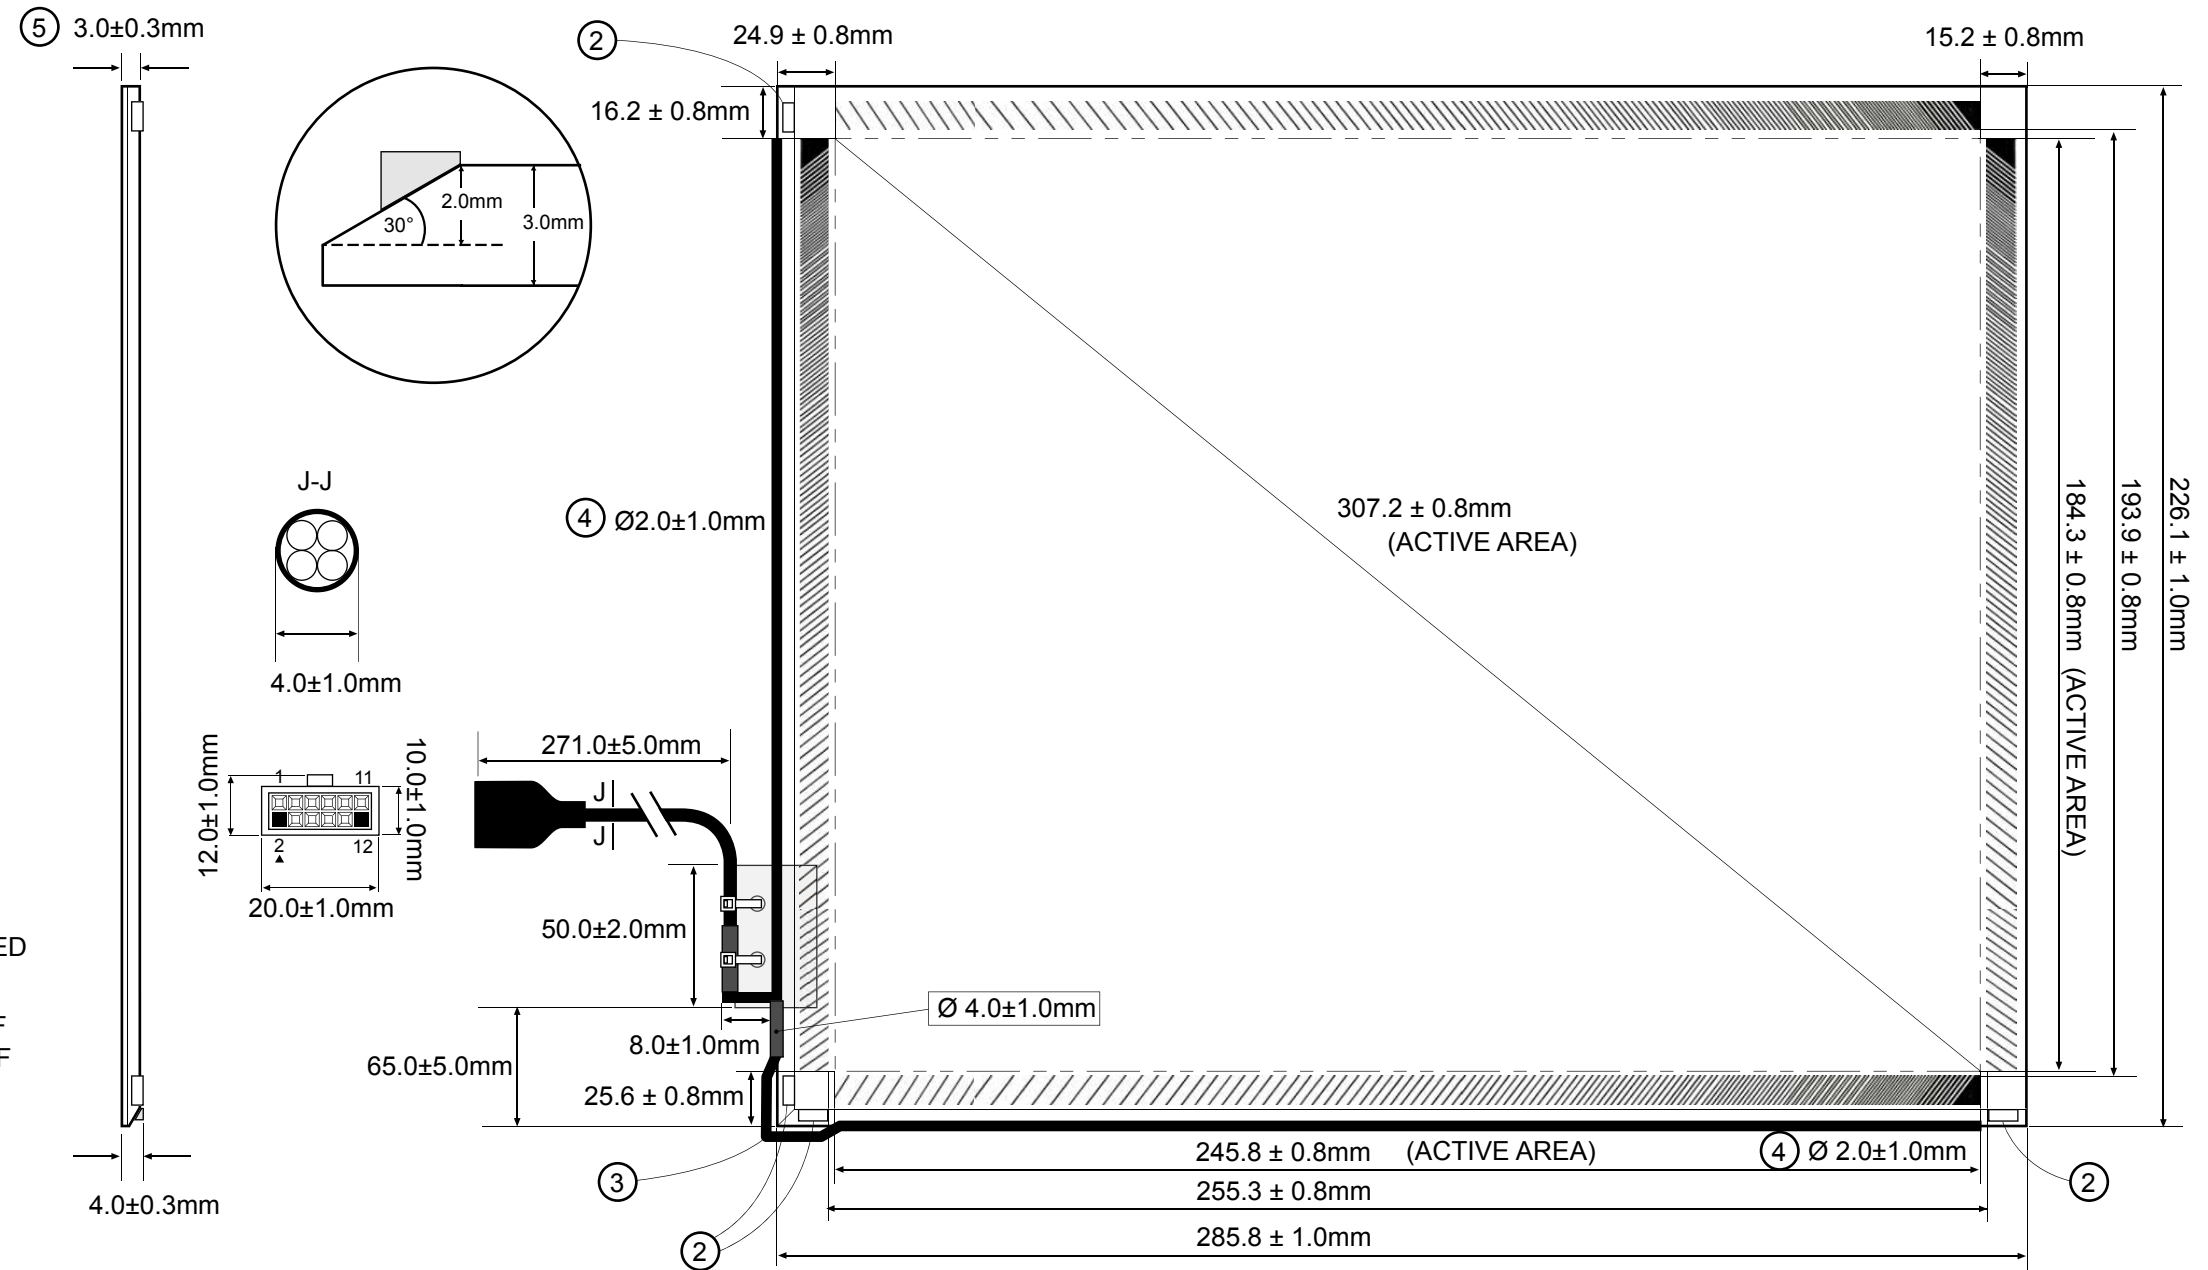 5 3.0±0.3mm
2
24.9 ± 0.8mm
15.2 ± 0.8mm
16.2 ± 0.8mm
2.0mm
30°
3.0mm
J-J
4.0±1.0mm
4 Ø2.0±1.0mm
307.2 ± 0.8mm
(ACTIVE AREA)
184.3 ± 0.8mm (ACTIVE AREA)
193.9 ± 0.8mm
226.1 ± 1.0mm
12.0±1.0mm
1 11
10.0±1.0mm
2 12
20.0±1.0mm
271.0±5.0mm
J
J
50.0±2.0mm
ED
F
F
Ø 4.0±1.0mm
8.0±1.0mm
65.0±5.0mm
25.6 ± 0.8mm
4.0±0.3mm
245.8 ± 0.8mm (ACTIVE AREA)
4 Ø 2.0±1.0mm
3
255.3 ± 0.8mm
2
2
285.8 ± 1.0mm